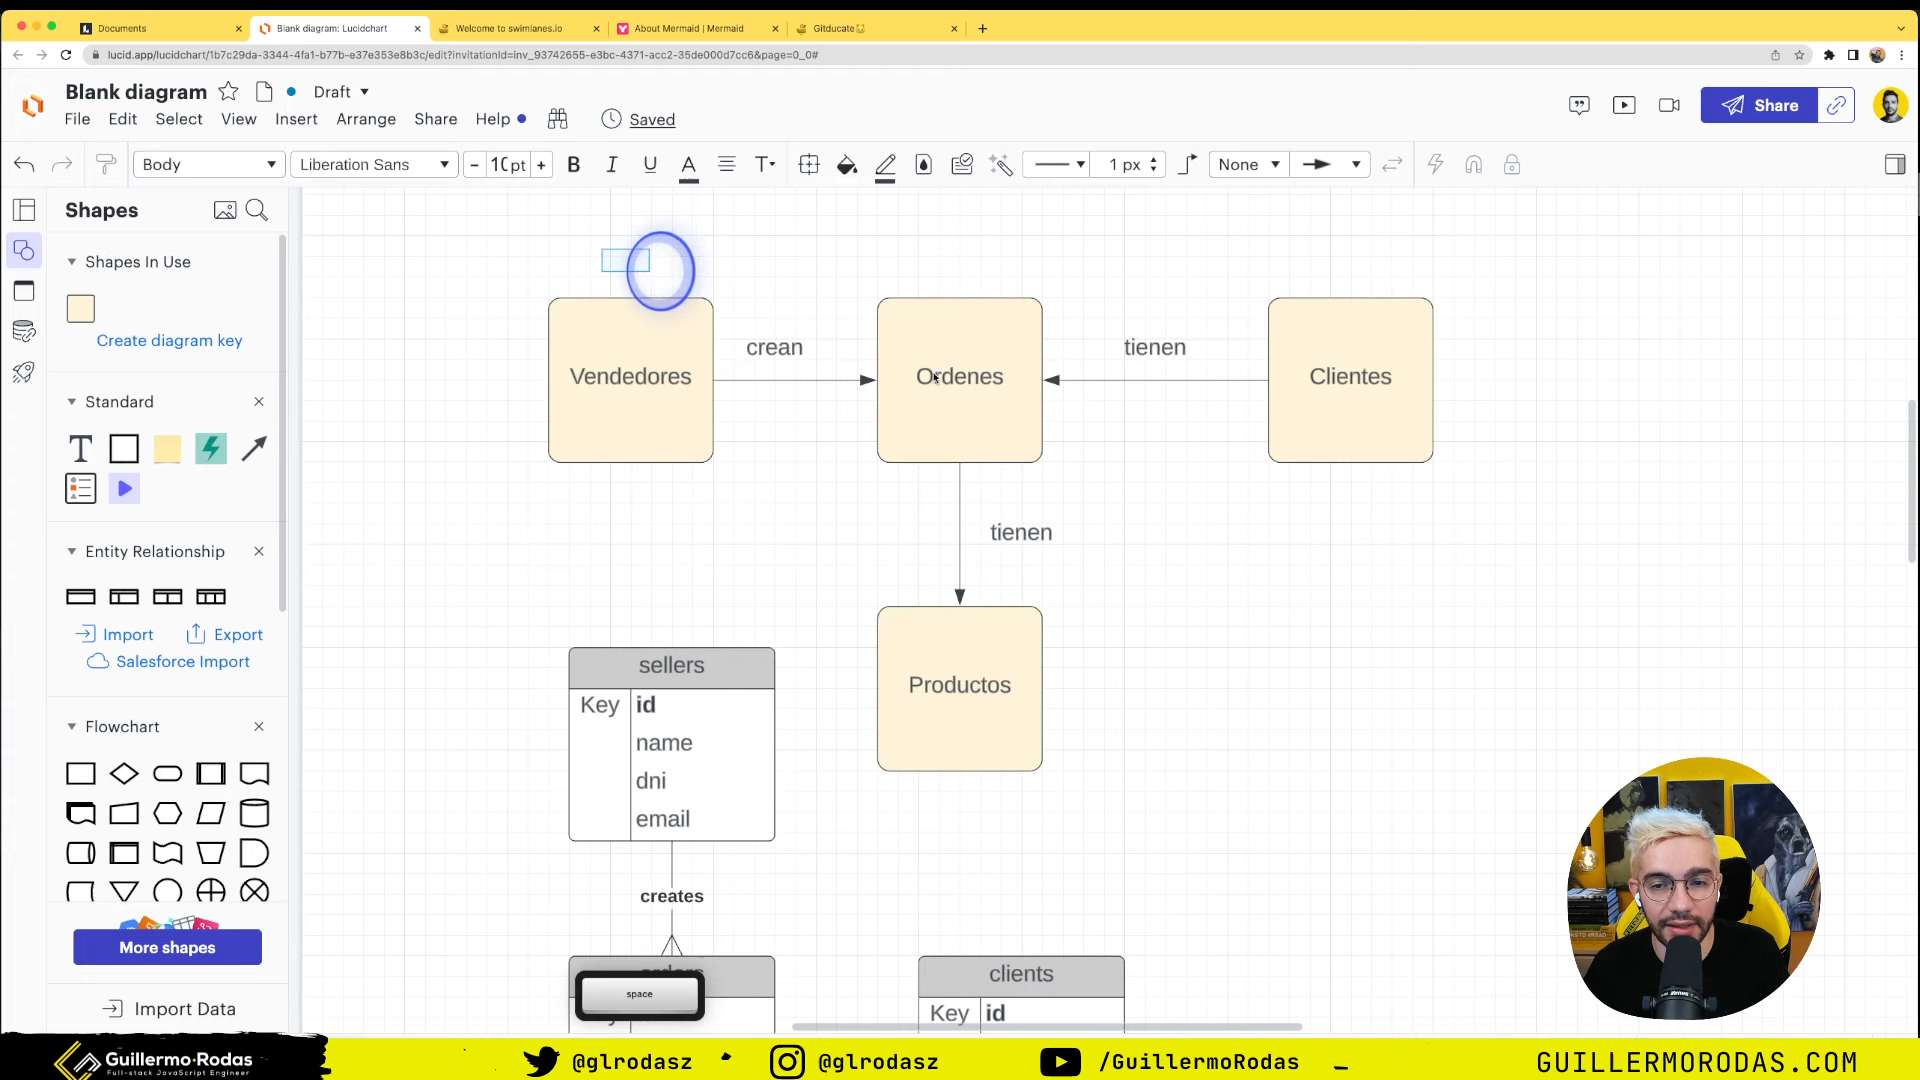 Documents
Blank diagram: Lucidchart
Welcome to swimlanes.io
About Mermaid | Mermaid
Gitducate
lucid.app/lucidchart/1b7c29da-3344-4fa1-b77b-e37e353e8b3c/edit?invitationId=inv_93742655-e3bc-4371-acc2-35de000d7cc6&page=0_0#
Blank diagram
Draft
File Edit Select View Insert Arrange Share Help
Saved
Share
Body
Liberation Sans
- 10 pt +
B I U A T
1 px
None
Shapes
Shapes In Use
Create diagram key
Standard
T
Entity Relationship
Import
Export
Salesforce Import
Flowchart
More shapes
Import Data
Vendedores
crean
Ordenes
tienen
Clientes
tienen
Productos
sellers
Key id
name
dni
email
creates
clients
Key id
space
Guillermo Rodas
Full-stack JavaScript Engineer
@glrodasz
@glrodasz
/GuillermoRodas
GUILLERMORODAS.COM